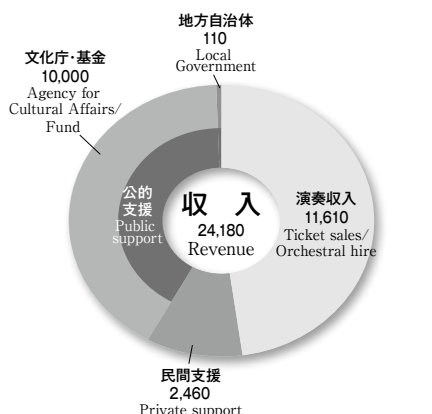 地方自治体
110
Local
Government
文化庁・基金
10,000
Agency for
Cultural Affairs/
Fund
公的
支援
Public
support
収 入
24,180
Revenue
演奏収入
11,610
Ticket sales/
Orchestral hire
民間支援
2,460
Private support